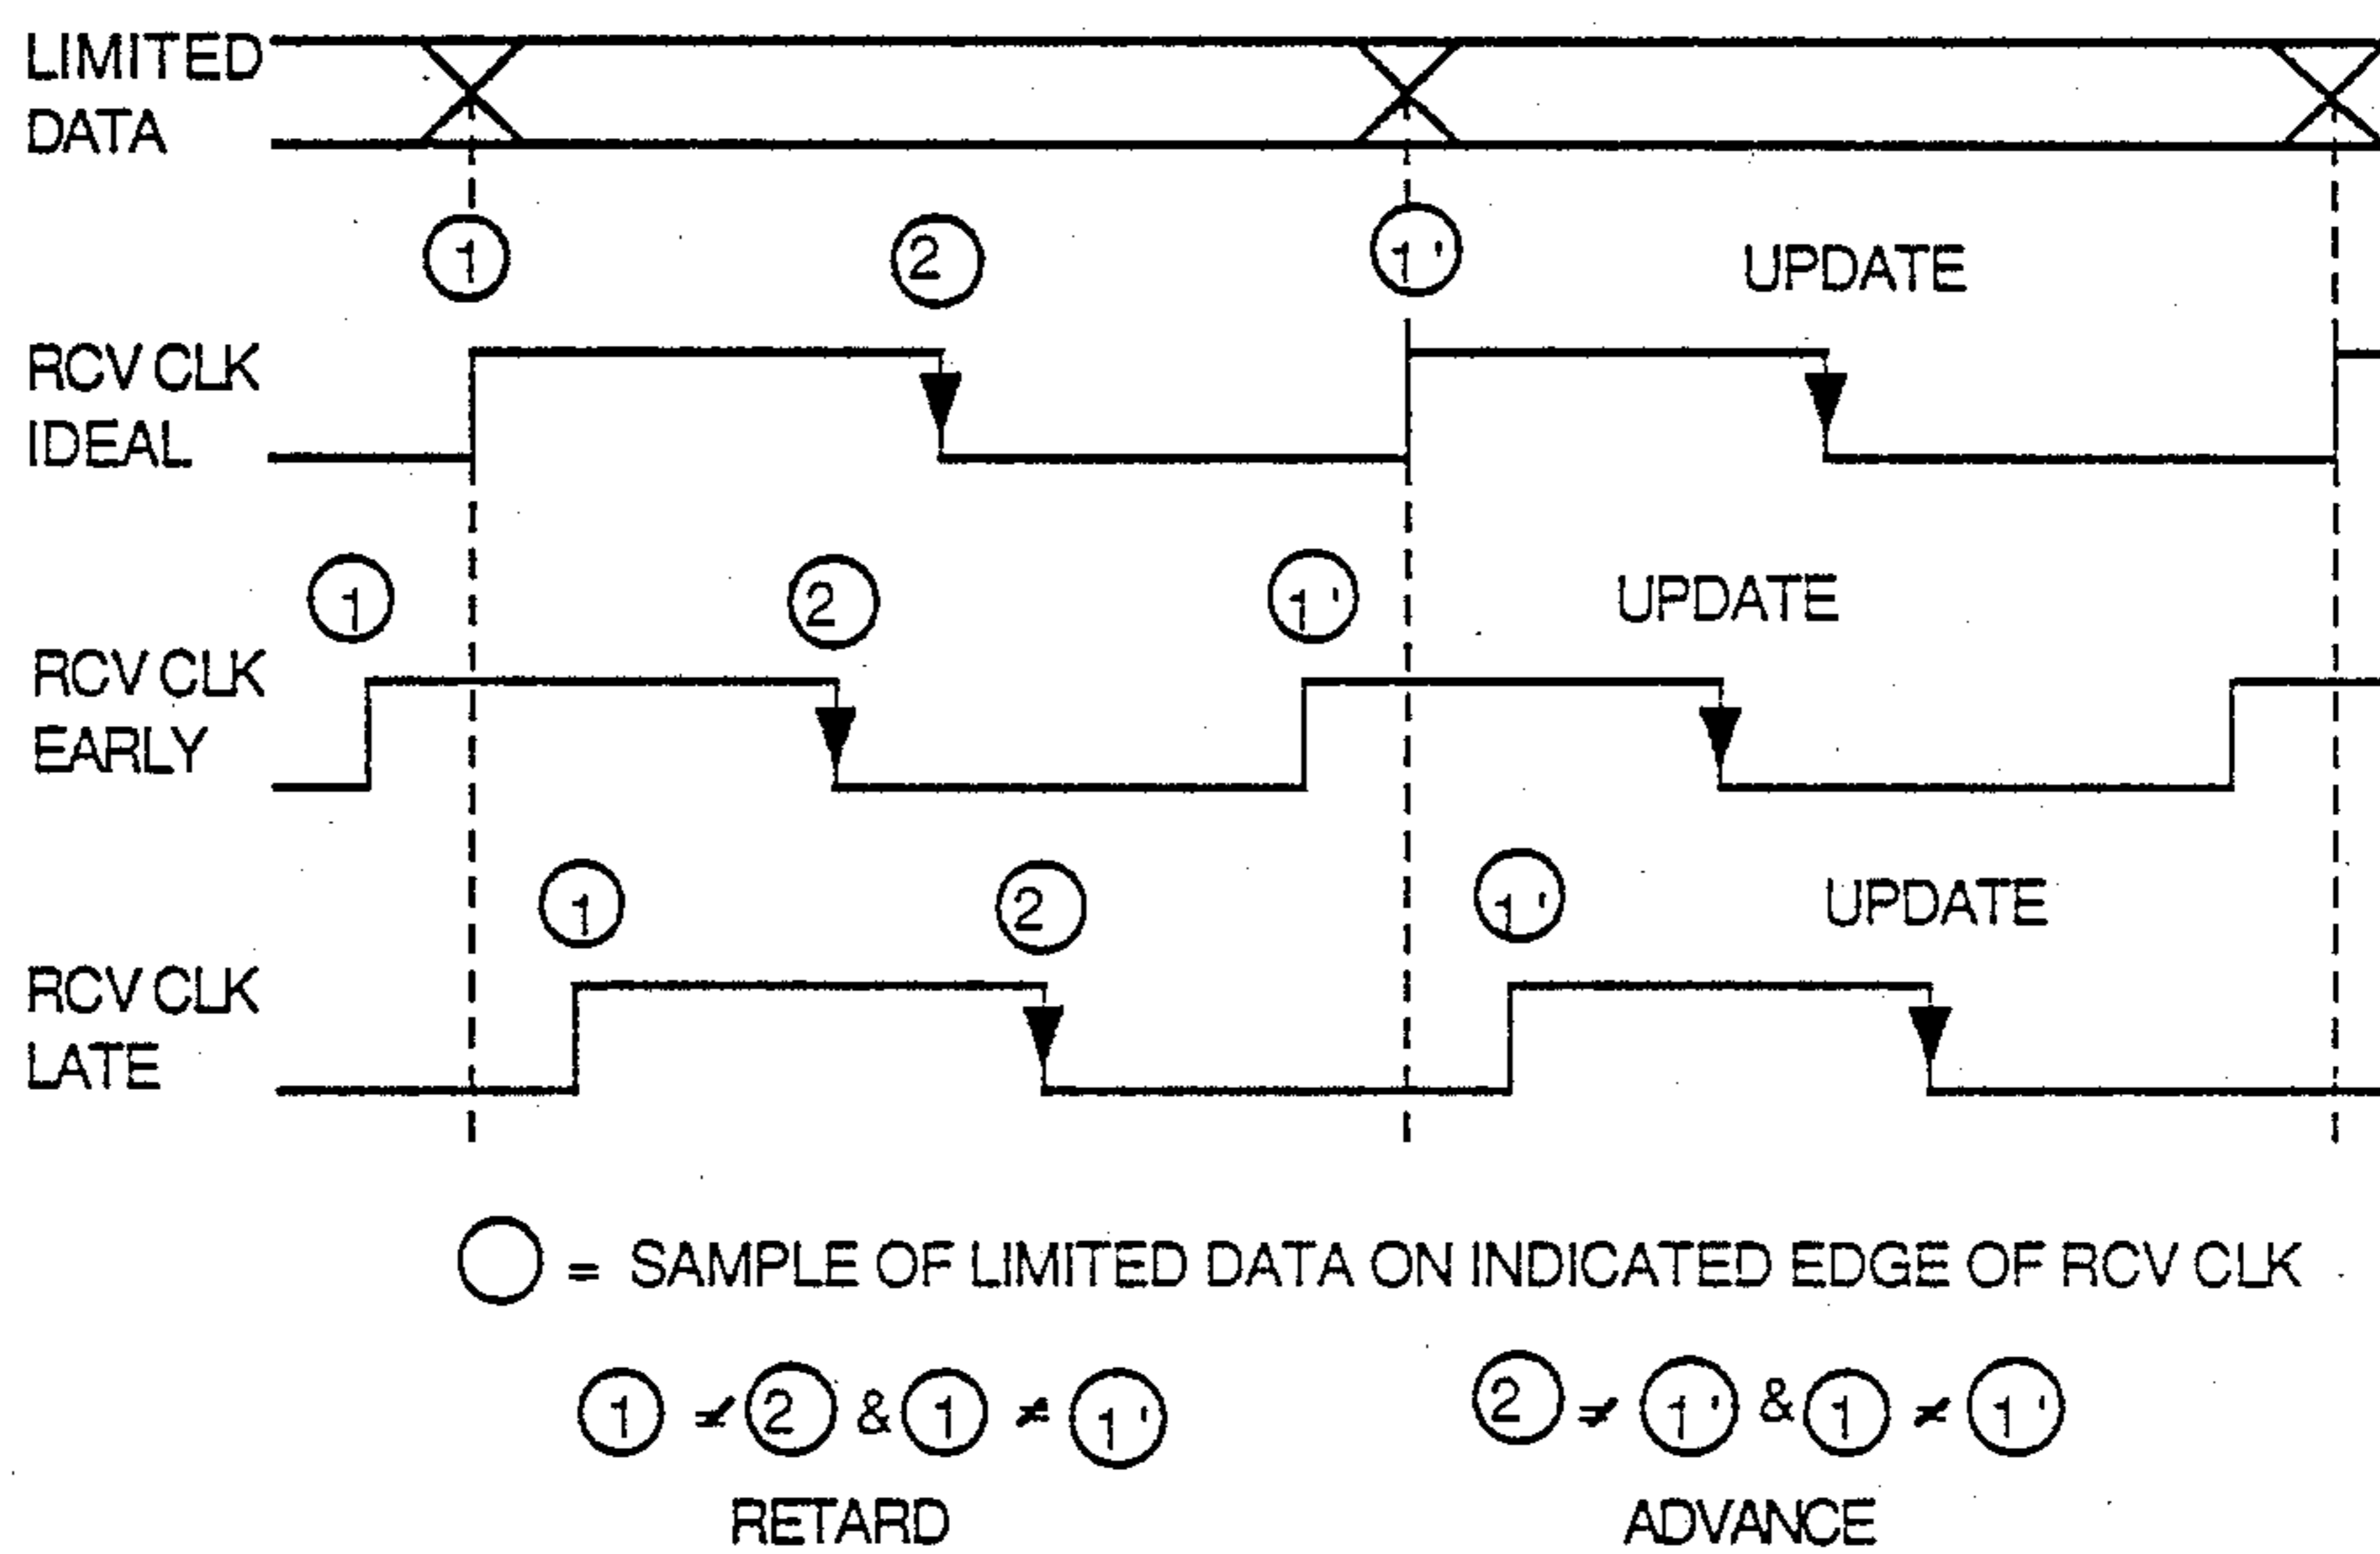 LIMITED
DATA
1 2 1' UPDATE
RCV CLK
IDEAL
1 2 1' UPDATE
RCV CLK
EARLY
1 2 1' UPDATE
RCV CLK
LATE
= SAMPLE OF LIMITED DATA ON INDICATED EDGE OF RCV CLK
1 ≠ 2 & 1 ≠ 1' 2 ≠ 1' & 1 ≠ 1'
RETARD ADVANCE